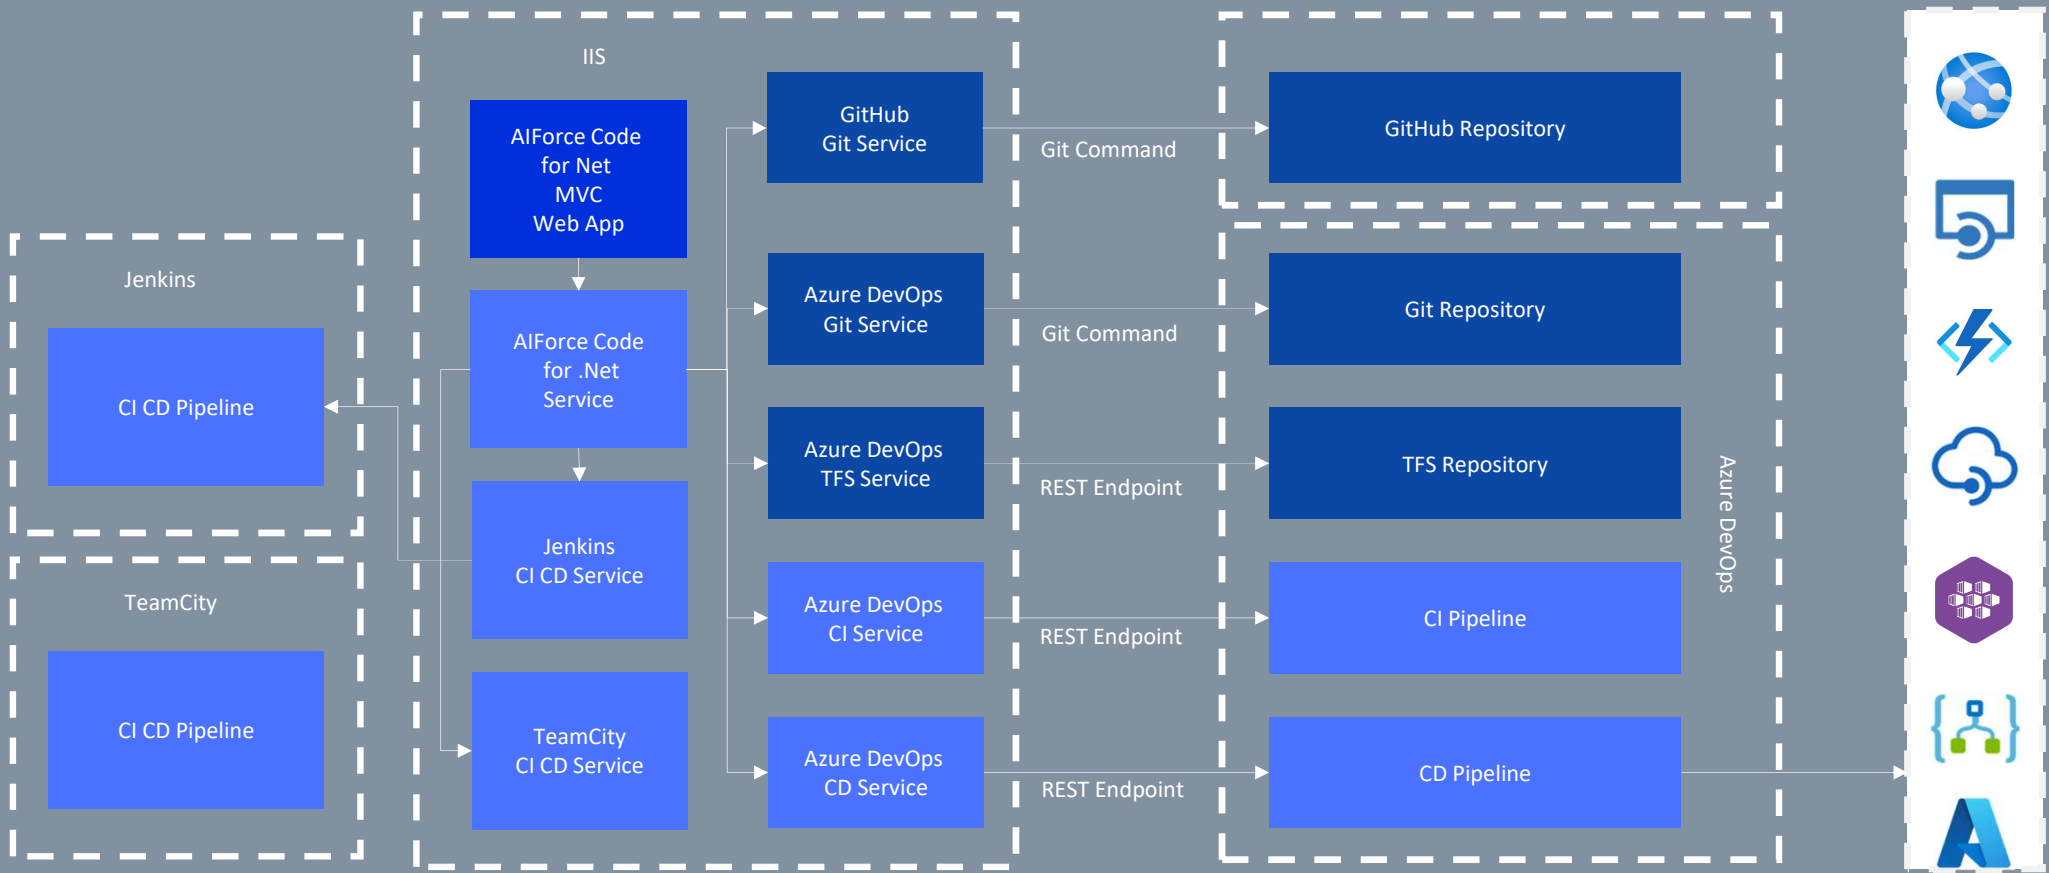 IIS
AIForce Code
for Net
MVC
Web App
GitHub
Git Service
Git Command
GitHub Repository
Jenkins
CI CD Pipeline
AIForce Code
for .Net
Service
Azure DevOps
Git Service
Git Command
Git Repository
Azure DevOps
TFS Service
REST Endpoint
TFS Repository
Azure DevOps
Jenkins
CI CD Service
Azure DevOps
CI Service
REST Endpoint
CI Pipeline
TeamCity
CI CD Pipeline
TeamCity
CI CD Service
Azure DevOps
CD Service
REST Endpoint
CD Pipeline